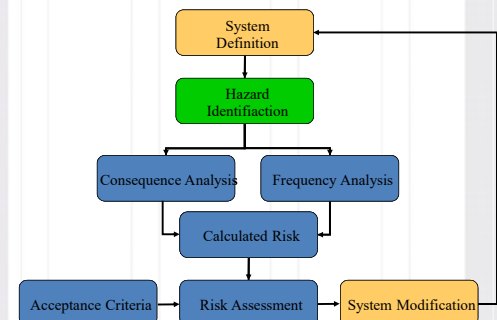 System
Definition
Hazard
Identifiaction
Consequence Analysis
Frequency Analysis
Calculated Risk
Acceptance Criteria
Risk Assessment
System Modification